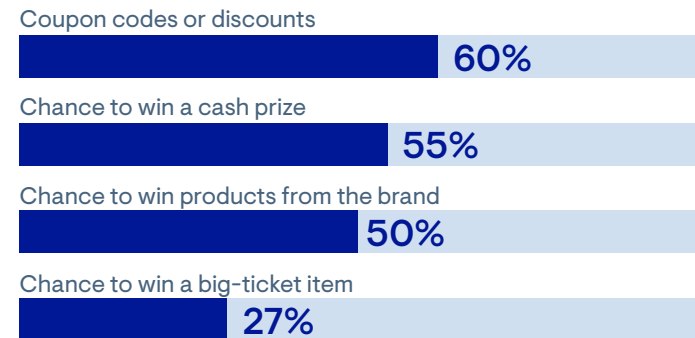 Coupon codes or discounts
60%
Chance to win a cash prize
55%
Chance to win products from the brand
50%
Chance to win a big-ticket item
27%